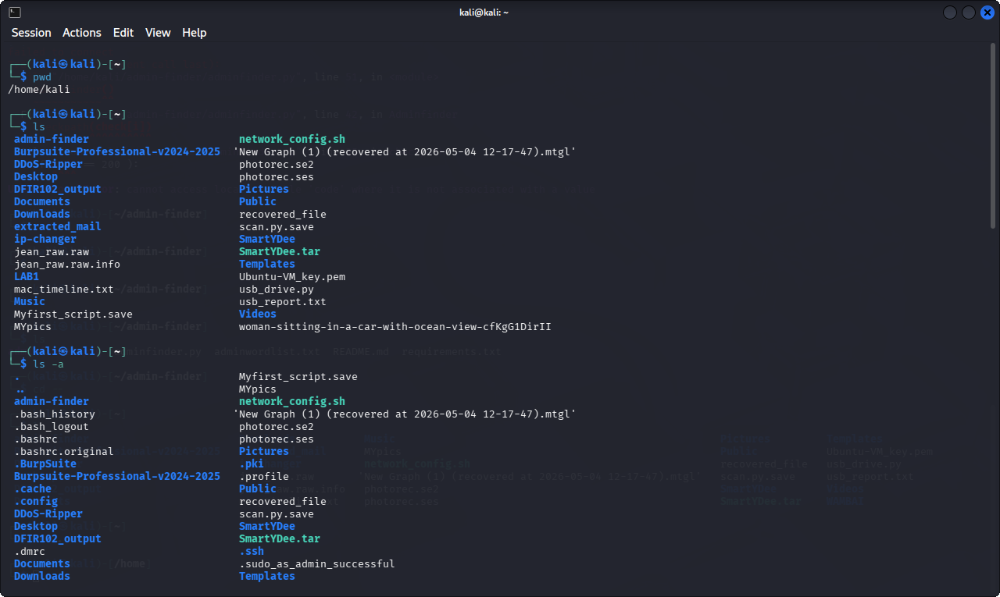 kali@kali: ~
Session Actions Edit View Help
┌──(kali㉿kali)-[~]
└─$ pwd
/home/kali
┌──(kali㉿kali)-[~]
└─$ ls
admin-finder network_config.sh
Burpsuite-Professional-v2024-2025 'New Graph (1) (recovered at 2026-05-04 12-17-47).mtgl'
DDoS-Ripper photorec.se2
Desktop photorec.ses
DFIR102_output Pictures
Documents Public
Downloads recovered_file
extracted_mail scan.py.save
ip-changer SmartYDee
jean_raw.raw SmartYDee.tar
jean_raw.raw.info Templates
LAB1 Ubuntu-VM_key.pem
mac_timeline.txt usb_drive.py
Music usb_report.txt
Myfirst_script.save Videos
MYpics woman-sitting-in-a-car-with-ocean-view-cfKgG1DirII
┌──(kali㉿kali)-[~]
└─$ ls -a
. Myfirst_script.save
.. MYpics
admin-finder network_config.sh
.bash_history 'New Graph (1) (recovered at 2026-05-04 12-17-47).mtgl'
.bash_logout photorec.se2
.bashrc photorec.ses
.bashrc.original Pictures
.BurpSuite .pki
Burpsuite-Professional-v2024-2025 .profile
.cache Public
.config recovered_file
DDoS-Ripper scan.py.save
Desktop SmartYDee
DFIR102_output SmartYDee.tar
.dmrc .ssh
Documents .sudo_as_admin_successful
Downloads Templates